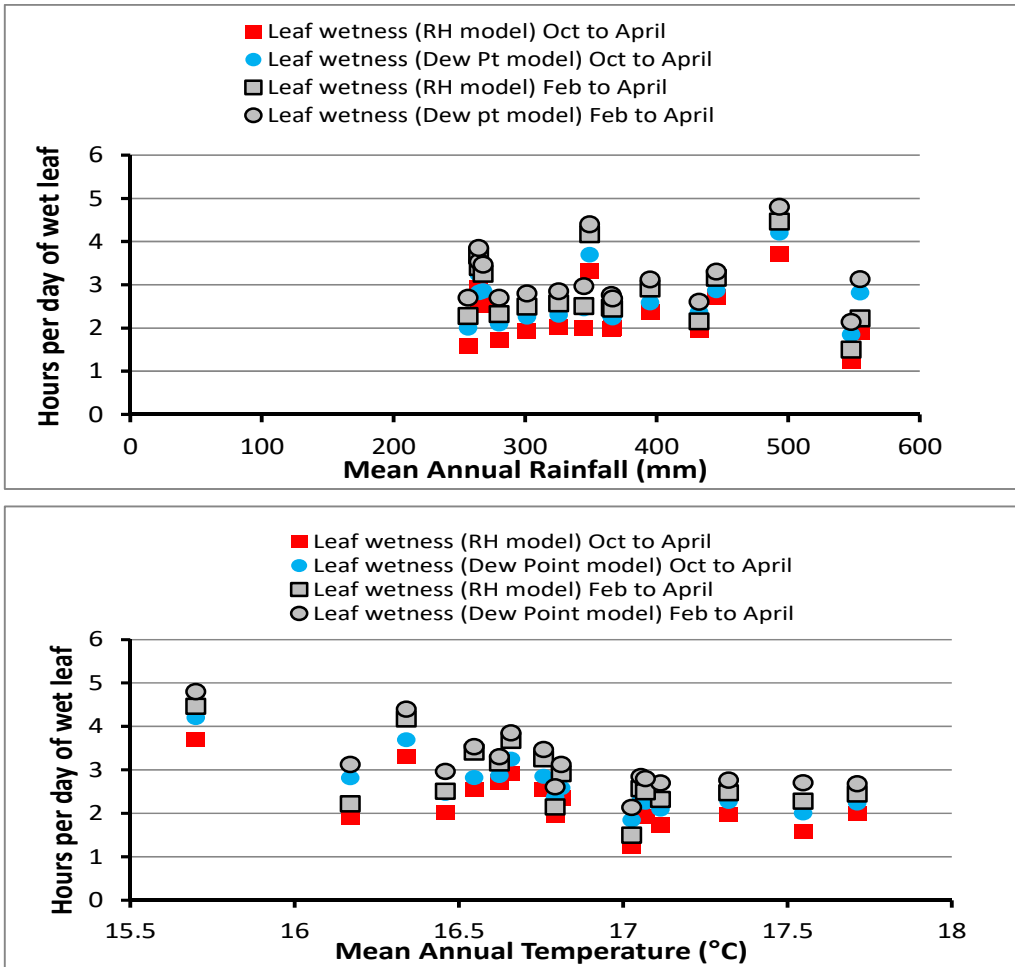 Leaf wetness (RH model) Oct to April
Leaf wetness (Dew Pt model) Oct to April
Leaf wetness (RH model) Feb to April
Leaf wetness (Dew pt model) Feb to April
Hours per day of wet leaf
6
5
4
3
2
1
0
0 100 200 300 400 500 600
Mean Annual Rainfall (mm)
Leaf wetness (RH model) Oct to April
Leaf wetness (Dew Point model) Oct to April
Leaf wetness (RH model) Feb to April
Leaf wetness (Dew Point model) Feb to April
Hours per day of wet leaf
6
5
4
3
2
1
0
15.5 16 16.5 17 17.5 18
Mean Annual Temperature (°C)